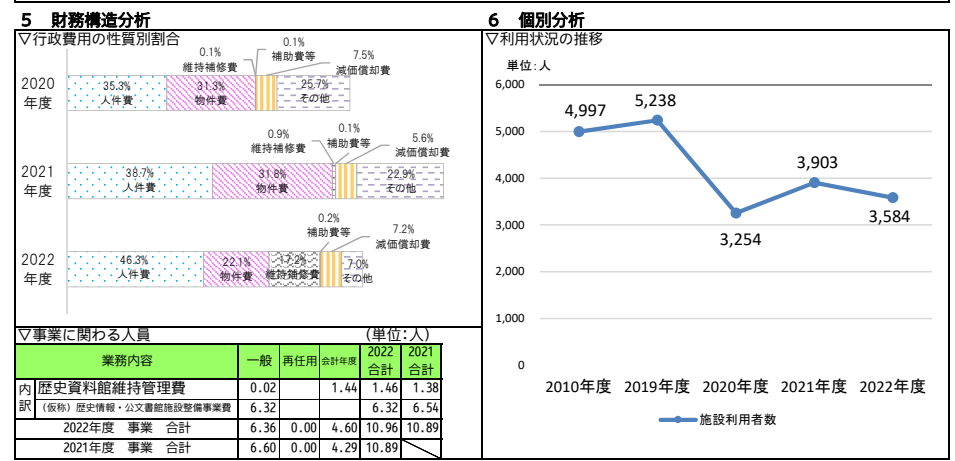 5 財務構造分析
▽行政費用の性質別割合
0.1%
維持補修費
0.1%
補助費等
7.5%
減価償却費
2020
年度
35.3%
人件費
31.3%
物件費
25.7%
その他
0.9%
維持補修費
0.1%
補助費等
5.6%
減価償却費
2021
年度
38.7%
人件費
31.8%
物件費
22.9%
その他
0.2%
補助費等
7.2%
減価償却費
2022
年度
46.3%
人件費
22.1%
物件費
17.2%
維持補修費
7.0%
その他
▽事業に関わる人員 (単位:人)
業務内容 一般 再任用 会計年度 2022合計 2021合計
内訳 歴史資料館維持管理費 0.02 1.44 1.46 1.38
(仮称)歴史情報・公文書館施設整備事業費 6.32 6.32 6.54
2022年度 事業 合計 6.36 0.00 4.60 10.96 10.89
2021年度 事業 合計 6.60 0.00 4.29 10.89
6 個別分析
▽利用状況の推移
単位:人
6,000
5,000
4,000
3,000
2,000
1,000
0
4,997
5,238
3,254
3,903
3,584
2010年度 2019年度 2020年度 2021年度 2022年度
施設利用者数